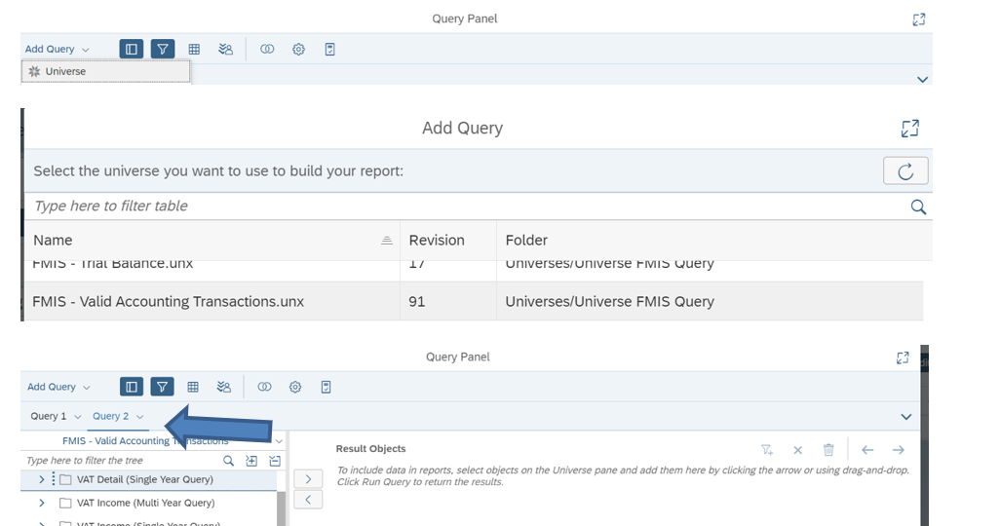 Query Panel
Add Query
Universe
Add Query
Select the universe you want to use to build your report:
Type here to filter table
Name Revision Folder
FMIS - Trial Balance.unx 17 Universes/Universe FMIS Query
FMIS - Valid Accounting Transactions.unx 91 Universes/Universe FMIS Query
Query Panel
Add Query
Query 1 Query 2
FMIS - Valid Accounting Transactions
Type here to filter the tree
Result Objects
VAT Detail (Single Year Query)
To include data in reports, select objects on the Universe pane and add them here by clicking the arrow or using drag-and-drop.
Click Run Query to return the results.
VAT Income (Multi Year Query)
VAT Income (Single Year Query)